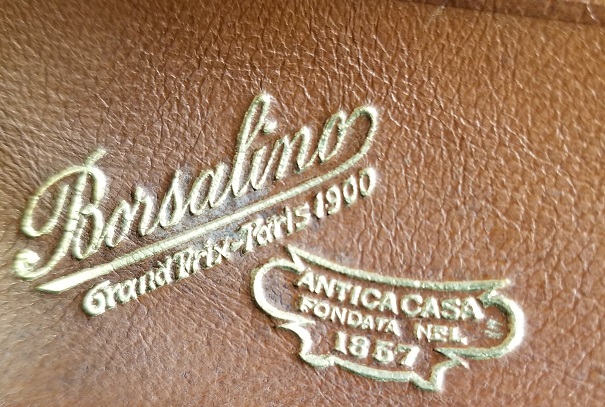 Borsalino
Grand Prix-Paris 1900
ANTICA CASA
FONDATA NEL
1857